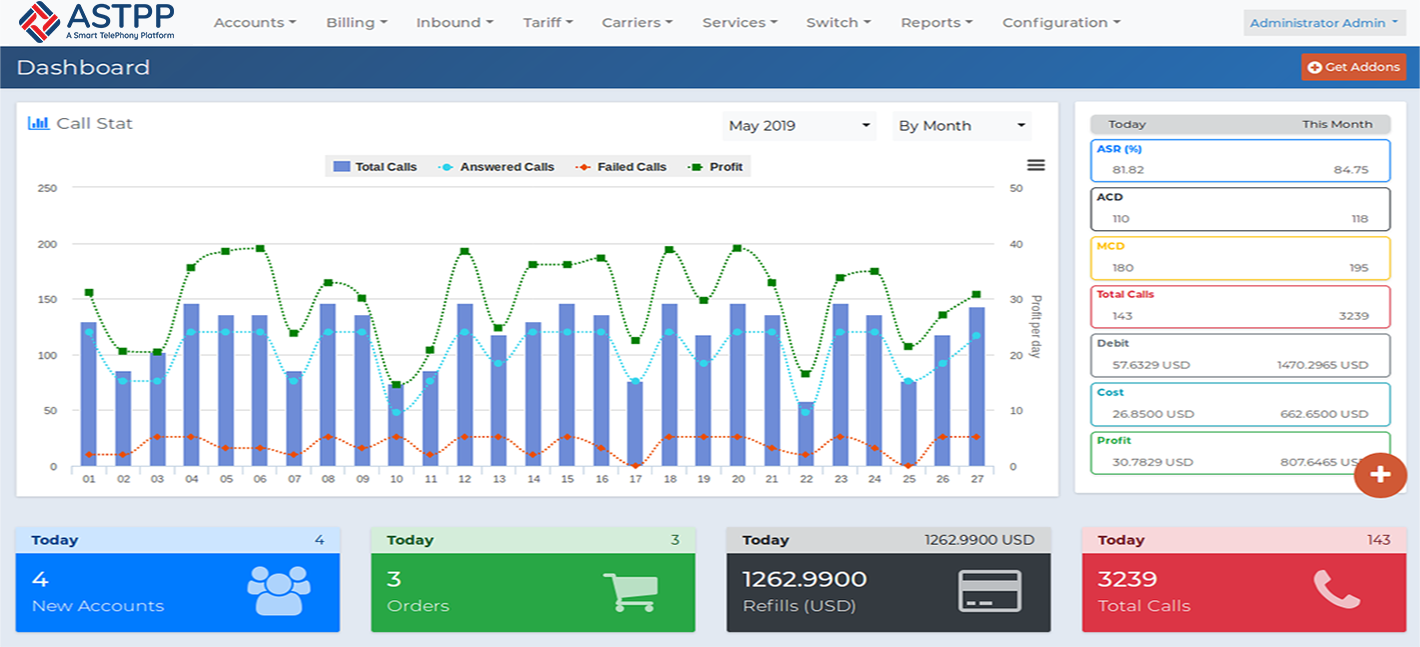 ASTPP
A Smart TelePhony Platform
Accounts Billing Inbound Tariff Carriers Services Switch Reports Configuration Administrator Admin
Dashboard
Get Addons
Call Stat
May 2019
By Month
Total Calls Answered Calls Failed Calls Profit
250
200
150
100
50
0
50
40
30
20
10
0
Profit per day
01 02 03 04 05 06 07 08 09 10 11 12 13 14 15 16 17 18 19 20 21 22 23 24 25 26 27
Today This Month
ASR (%)
81.82 84.75
ACD
110 118
MCD
180 195
Total Calls
143 3239
Debit
57.6329 USD 1470.2965 USD
Cost
26.8500 USD 662.6500 USD
Profit
30.7829 USD 807.6465 USD
Today 4
4
New Accounts
Today 3
3
Orders
Today 1262.9900 USD
1262.9900
Refills (USD)
Today 143
3239
Total Calls